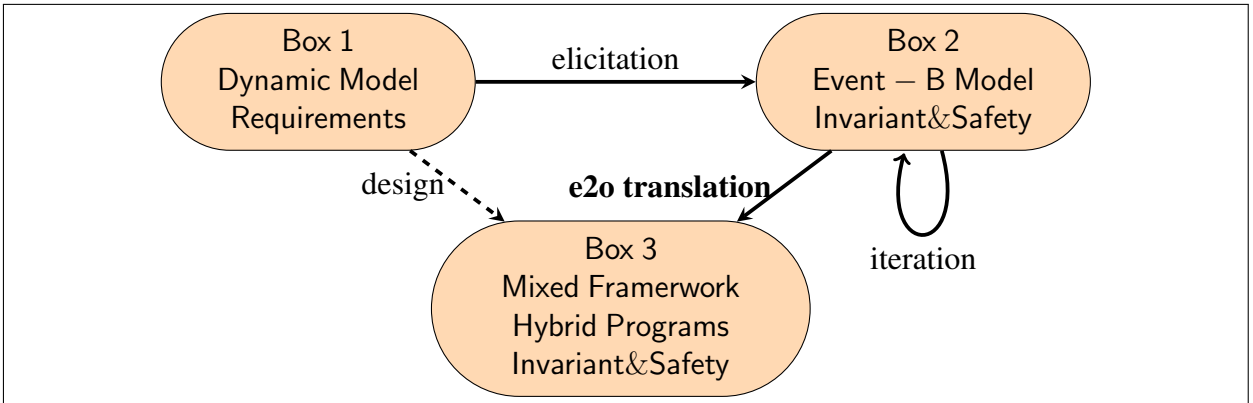 Box 1
Dynamic Model
Requirements
elicitation
Box 2
Event – B Model
Invariant&Safety
design
e2o translation
iteration
Box 3
Mixed Framerwork
Hybrid Programs
Invariant&Safety